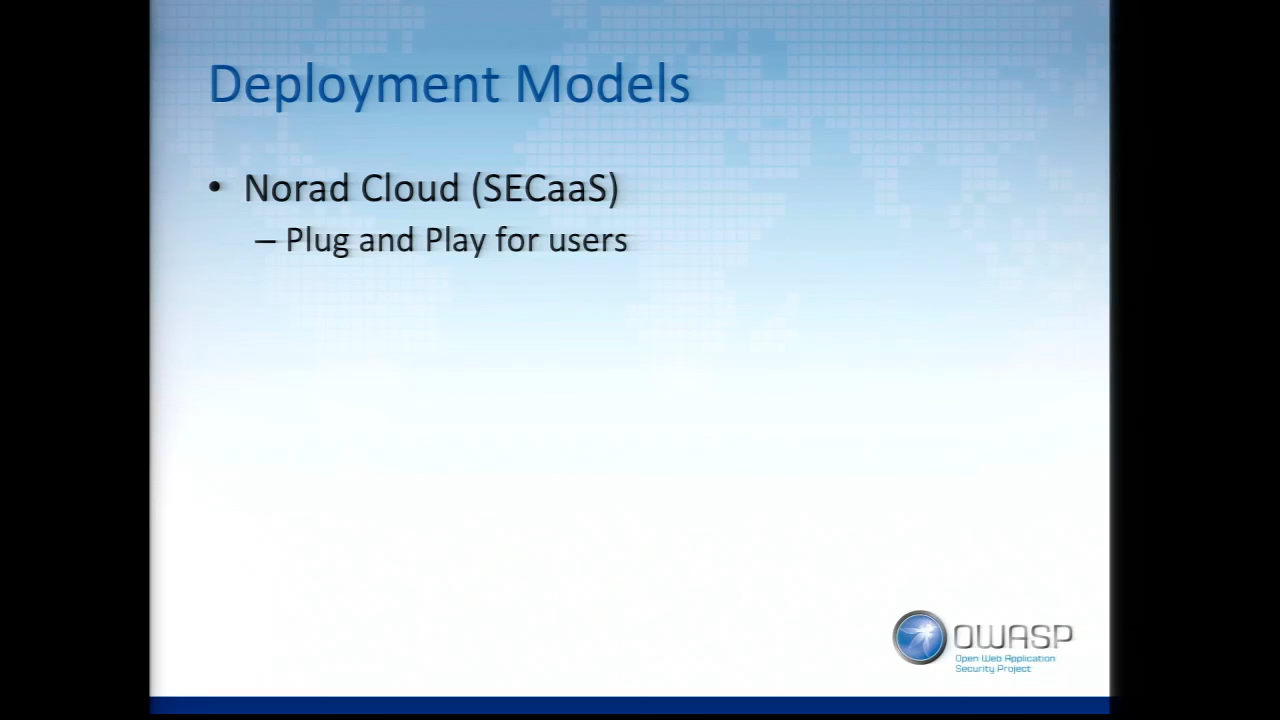 Deployment Models
• Norad Cloud (SECaaS)
– Plug and Play for users
OWASP
Open Web Application
Security Project